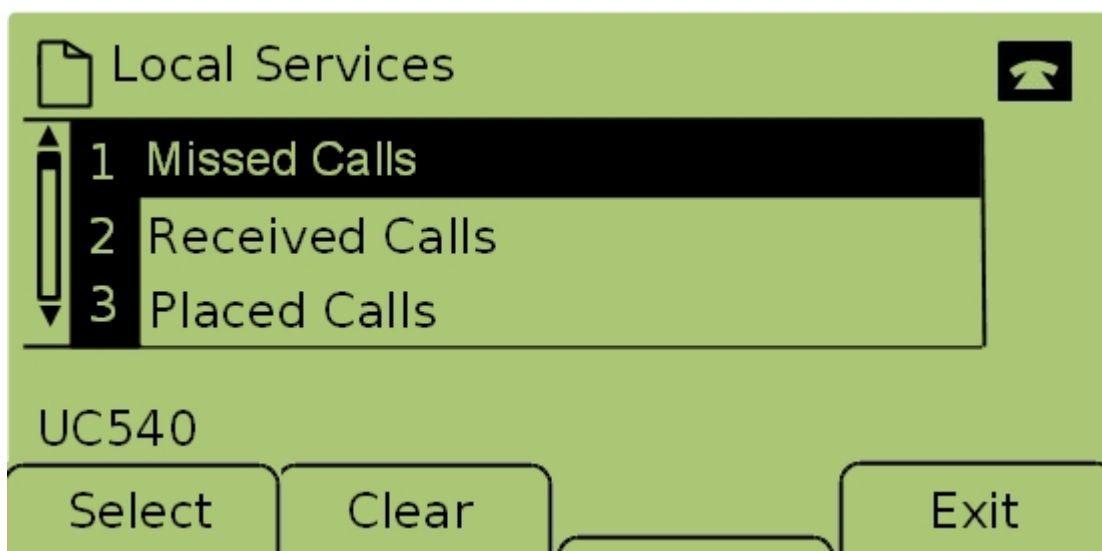 Local Services
1 Missed Calls
2 Received Calls
3 Placed Calls
UC540
Select Clear Exit